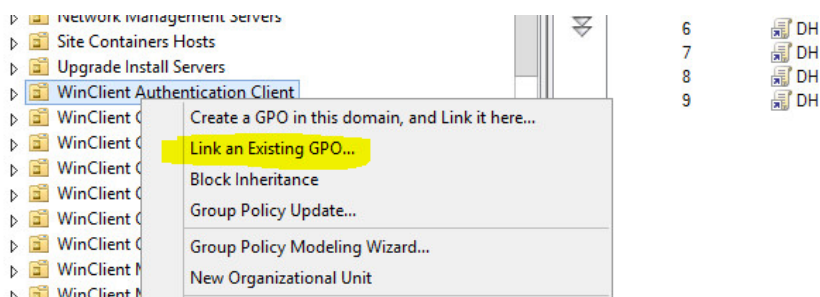 Network Management Servers
Site Containers Hosts
Upgrade Install Servers
WinClient Authentication Client
WinClient
Create a GPO in this domain, and Link it here...
WinClient
Link an Existing GPO...
WinClient
Block Inheritance
WinClient
Group Policy Update...
WinClient
WinClient
Group Policy Modeling Wizard...
WinClient
New Organizational Unit
WinClient
6 DH
7 DH
8 DH
9 DH